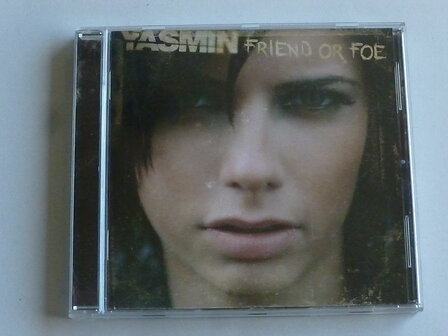 YASMIN FRIEND OR FOE